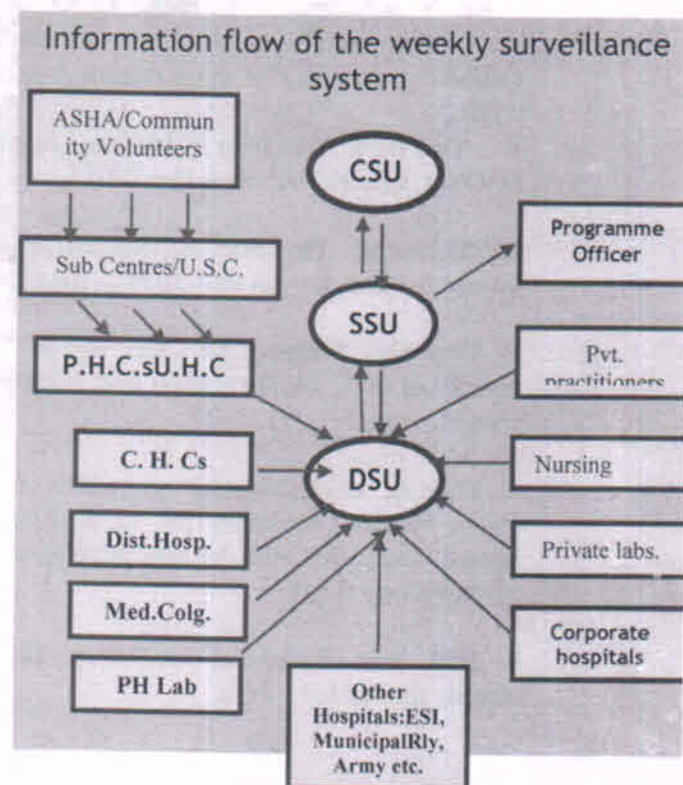 Information flow of the weekly surveillance
system
ASHA/Commun
ity Volunteers
CSU
Programme
Officer
Sub Centres/U.S.C.
SSU
P.H.C.sU.H.C
Pvt.
practitioners
C. H. Cs
DSU
Nursing
Dist.Hosp.
Private labs.
Med.Colg.
Corporate
hospitals
PH Lab
Other
Hospitals:ESI,
MunicipalRly,
Army etc.